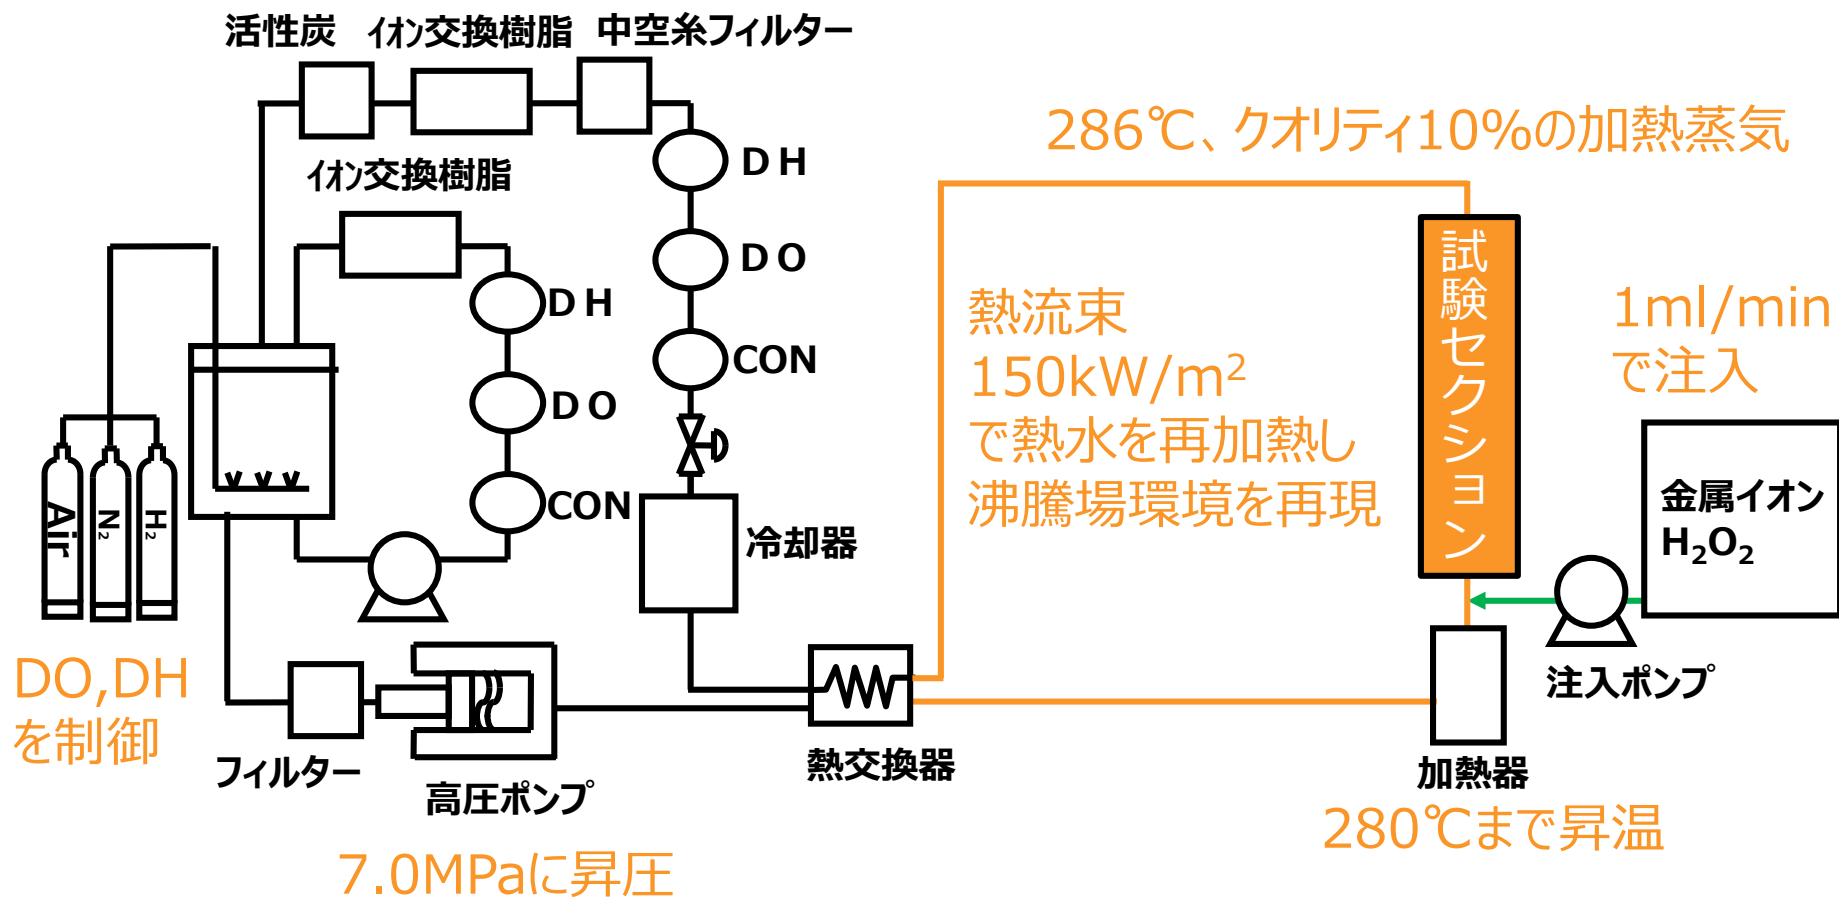 活性炭
イオン交換樹脂
中空糸フィルター
286℃、クオリティ10%の加熱蒸気
DH
イオン交換樹脂
DO
試験セクション
DH
熱流束
150kW/m²
で熱水を再加熱し
沸騰場環境を再現
1ml/min
で注入
CON
DO
金属イオン
H₂O₂
CON
Air
N₂
H₂
冷却器
DO,DH
を制御
注入ポンプ
フィルター
高圧ポンプ
熱交換器
加熱器
280℃まで昇温
7.0MPaに昇圧